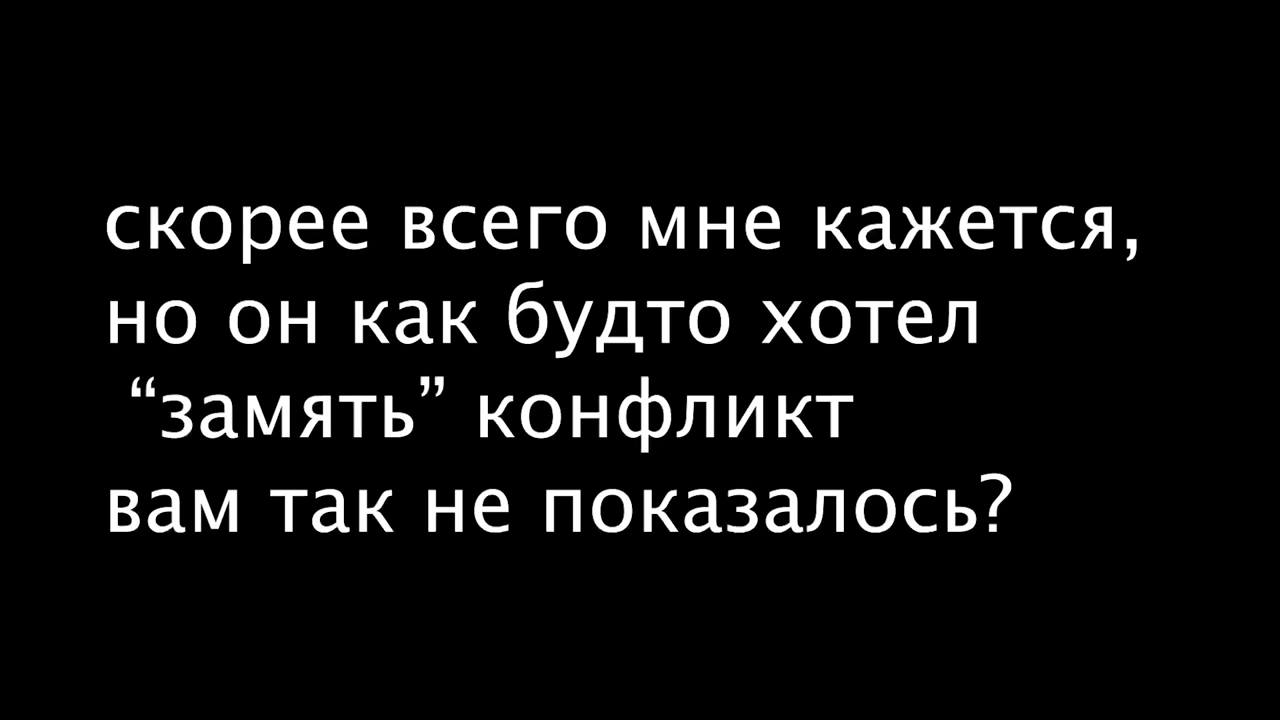 скорее всего мне кажется,
но он как будто хотел
“замять” конфликт
вам так не показалось?